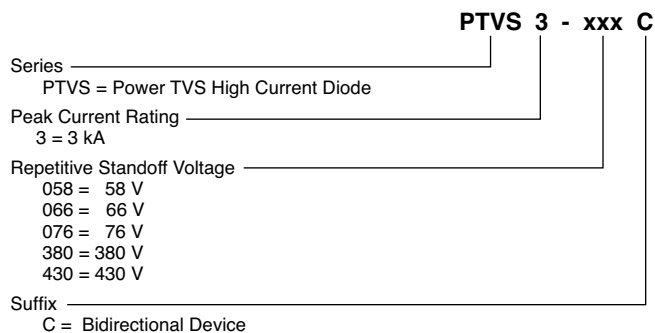 PTVS 3 - xxx C
Series
PTVS = Power TVS High Current Diode
Peak Current Rating
3 = 3 kA
Repetitive Standoff Voltage
058 = 58 V
066 = 66 V
076 = 76 V
380 = 380 V
430 = 430 V
Suffix
C = Bidirectional Device